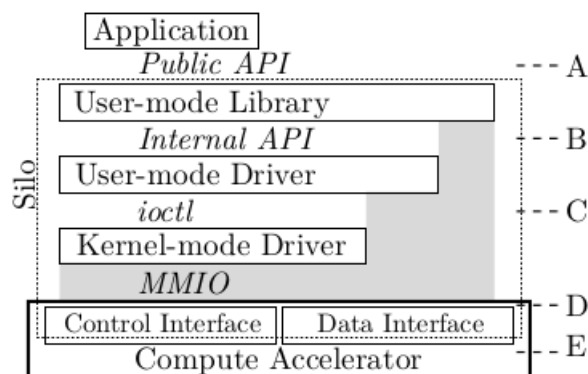 Application
Public API
A
User-mode Library
Internal API
B
User-mode Driver
Silo
ioctl
C
Kernel-mode Driver
MMIO
D
Control Interface
Data Interface
E
Compute Accelerator